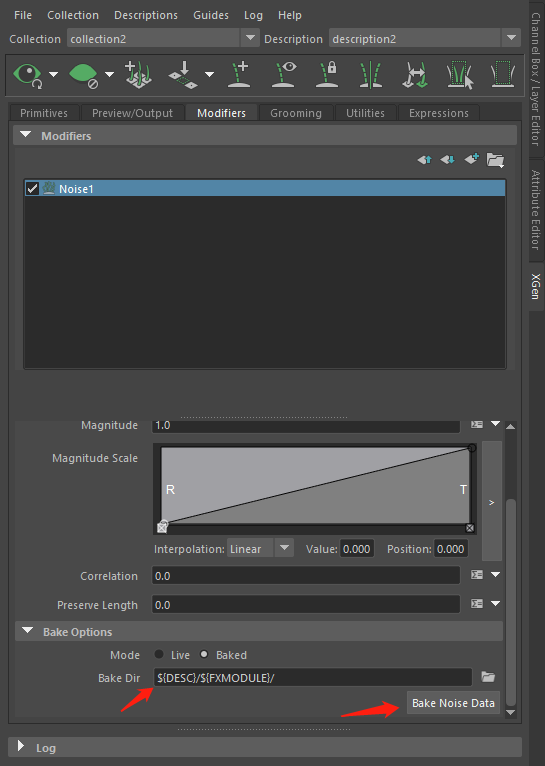 File Collection Descriptions Guides Log Help
Collection collection2 Description description2
Primitives Preview/Output Modifiers Grooming Utilities Expressions
Modifiers
Noise1
Magnitude 1.0
Magnitude Scale
R T
>
Interpolation: Linear Value: 0.000 Position: 0.000
Correlation 0.0
Preserve Length 0.0
Bake Options
Mode Live Baked
Bake Dir ${DESC}/${FXMODULE}/
Bake Noise Data
Log
Channel Box / Layer Editor
Attribute Editor
XGen